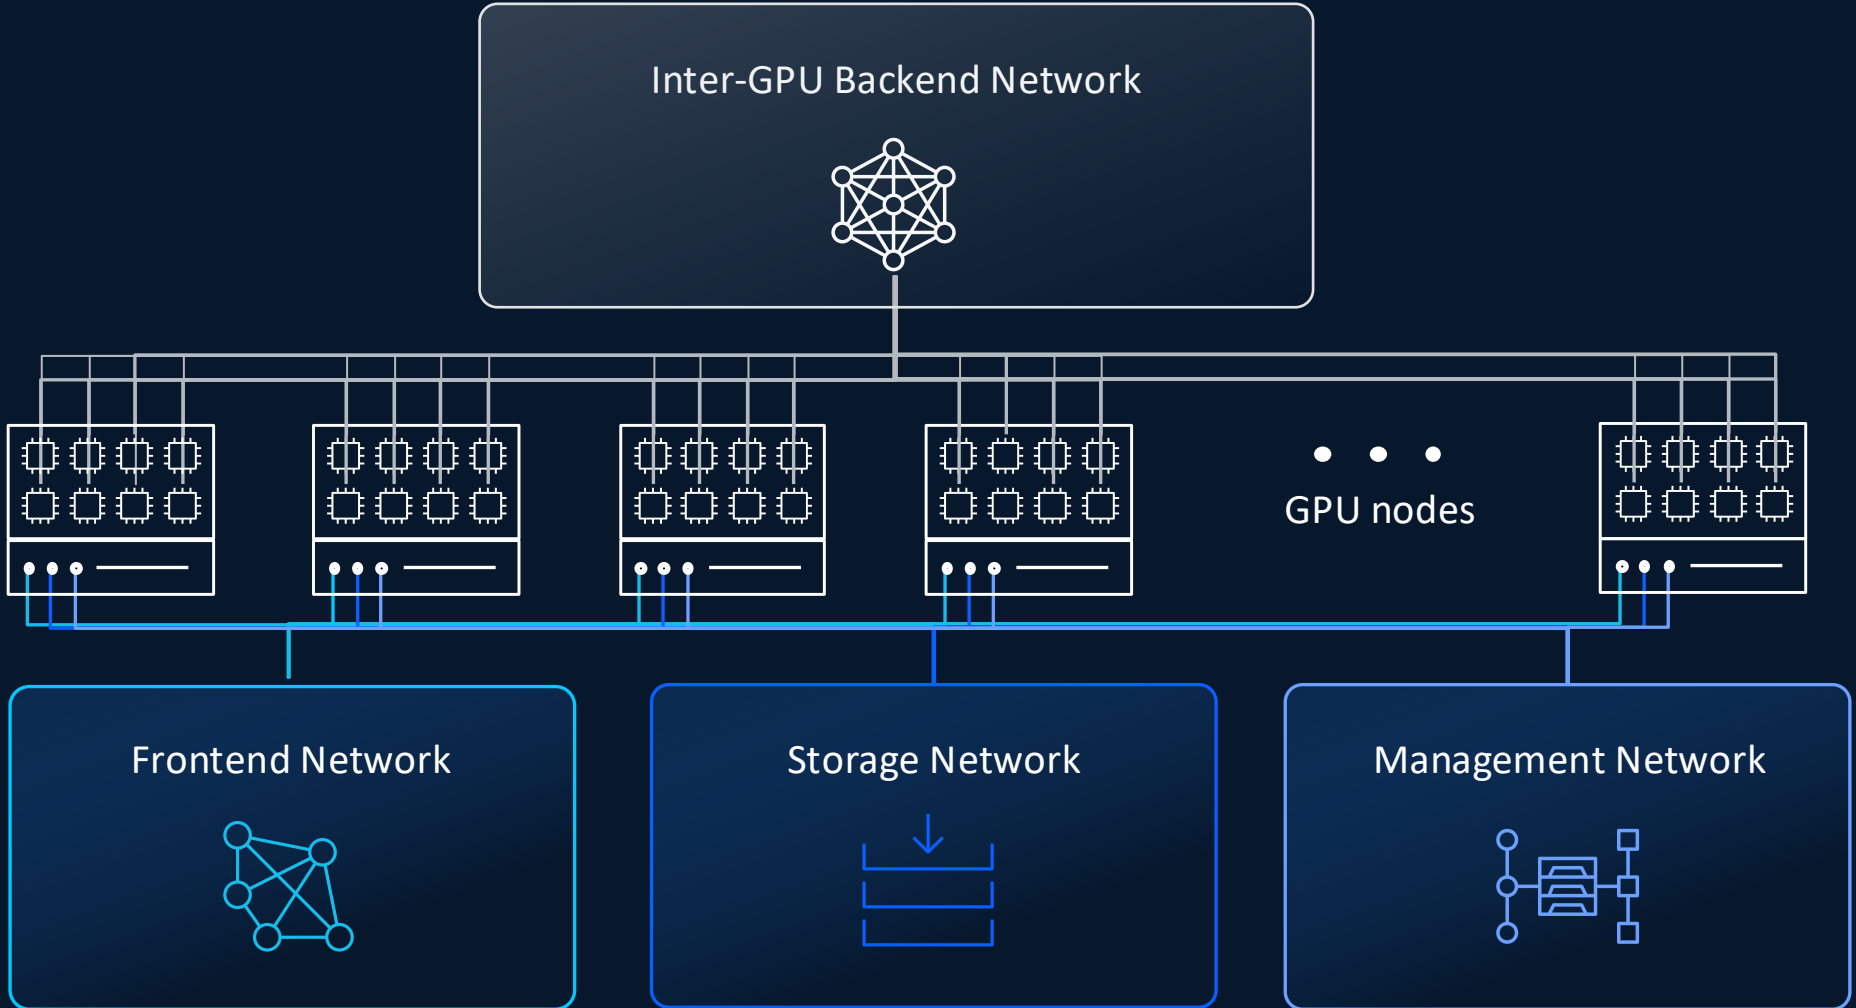 Inter-GPU Backend Network
GPU nodes
Frontend Network
Storage Network
Management Network